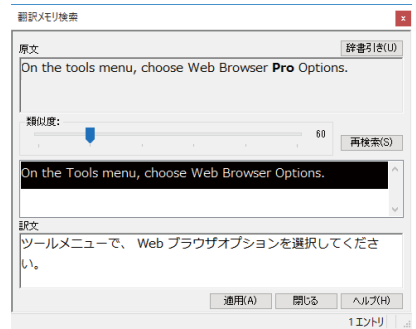 翻訳メモリ検索
原文
辞書引き(U)
On the tools menu, choose Web Browser Pro Options.
類似度:
60
再検索(S)
On the Tools menu, choose Web Browser Options.
訳文
ツールメニューで、 Web ブラウザオプションを選択してくださ
い。
適用(A) 閉じる ヘルプ(H)
1 エントリ